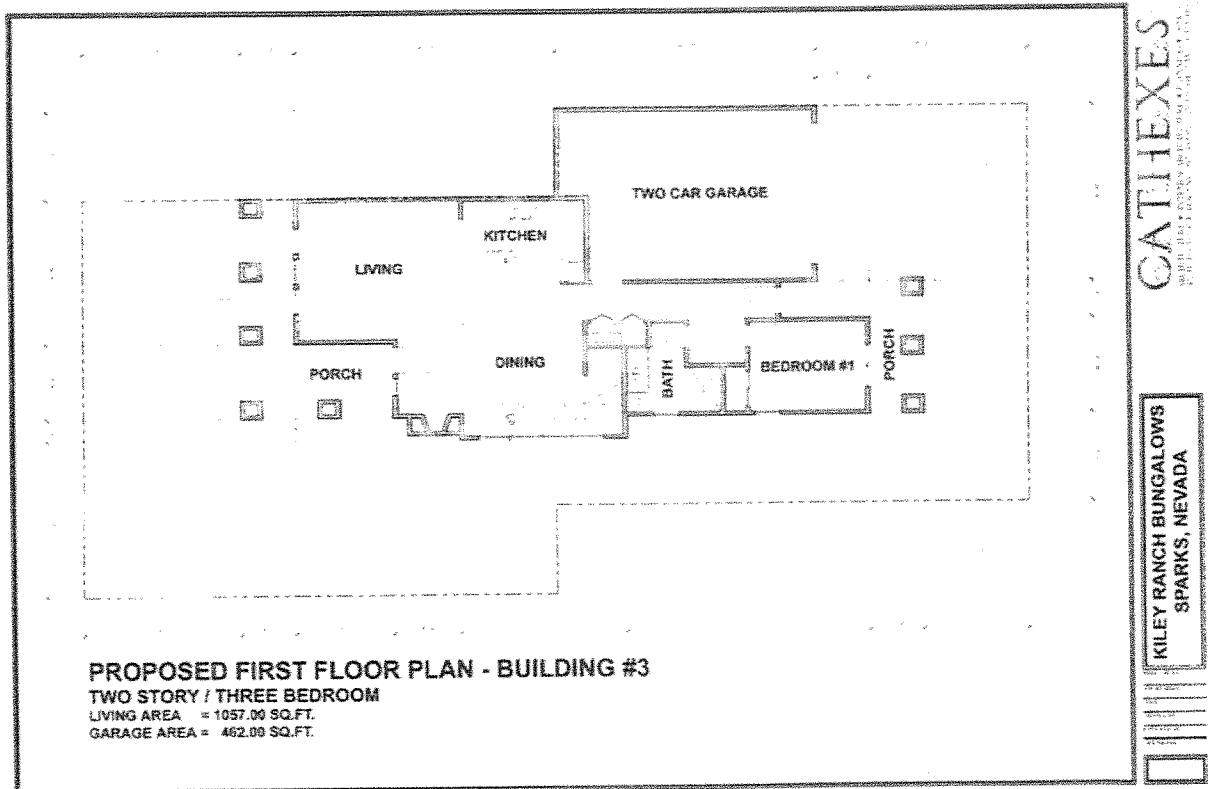 TWO CAR GARAGE
KITCHEN
LIVING
DINING
PORCH
BATH
BEDROOM #1
PORCH
PROPOSED FIRST FLOOR PLAN - BUILDING #3
TWO STORY / THREE BEDROOM
LIVING AREA = 1057.00 SQ.FT.
GARAGE AREA = 462.00 SQ.FT.
CATHEXES
KILEY RANCH BUNGALOWS
SPARKS, NEVADA